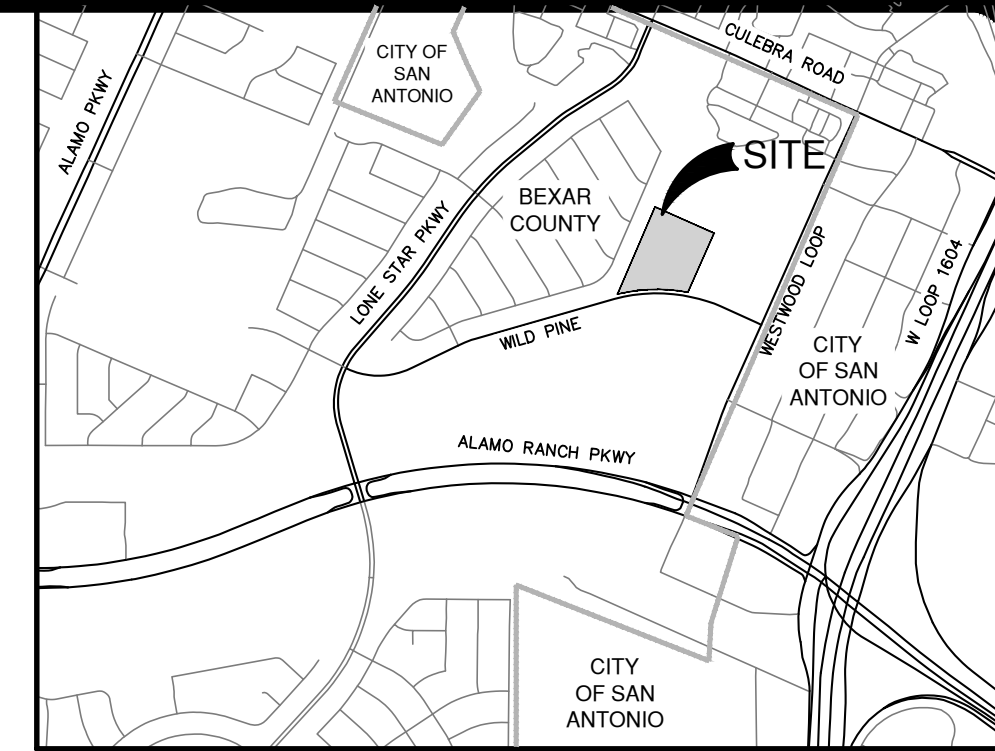 CULEBRA ROAD
CITY OF
SAN
ANTONIO
ALAMO PKWY
SITE
BEXAR
COUNTY
LONE STAR PKWY
WESTWOOD LOOP
W LOOP 1604
WILD PINE
CITY
OF SAN
ANTONIO
ALAMO RANCH PKWY
CITY
OF SAN
ANTONIO